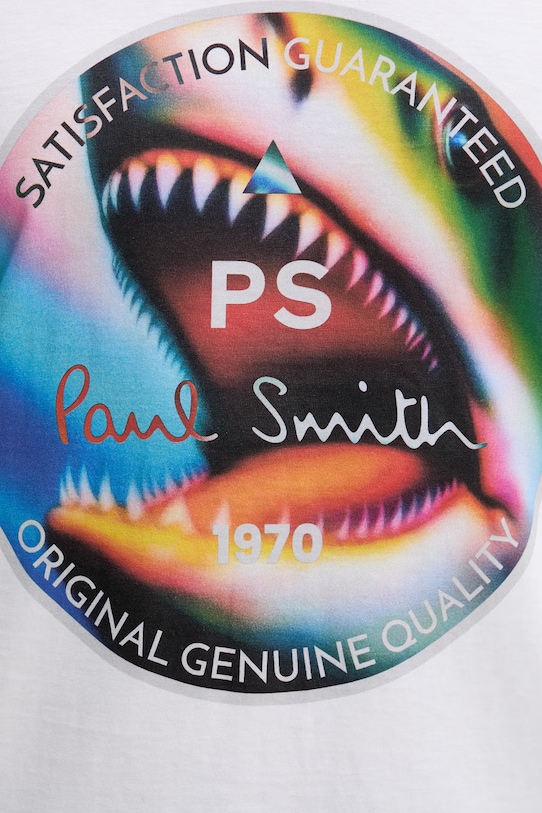 SATISFACTION GUARANTEED
PS
Paul Smith
1970
ORIGINAL GENUINE QUALITY